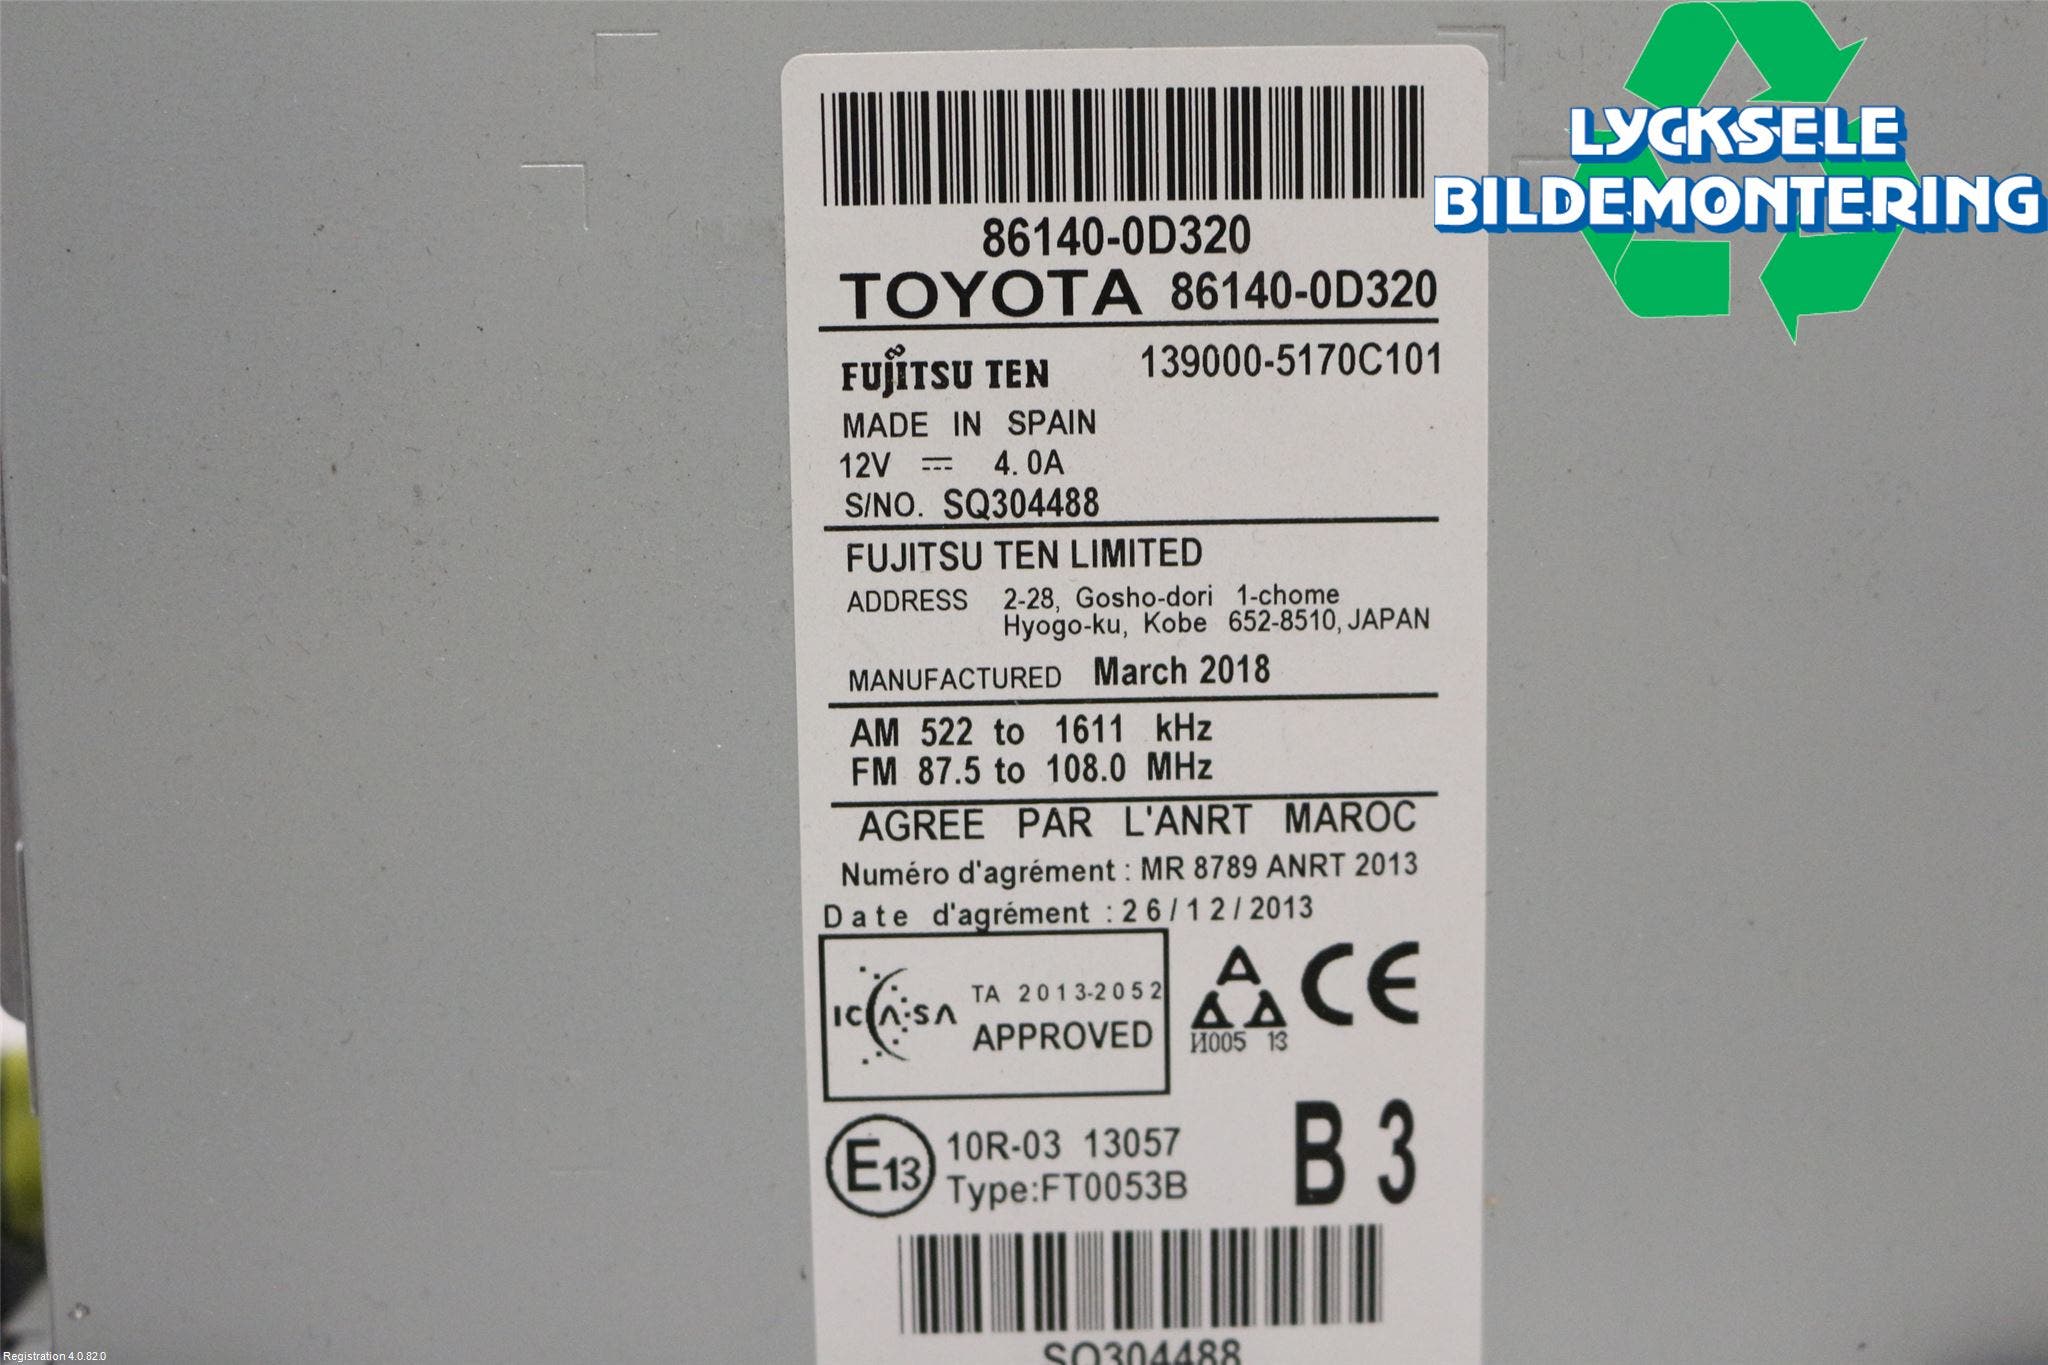 LYCKSELE
BILDEMONTERING
86140-0D320
TOYOTA 86140-0D320
FUJITSU TEN 139000-5170C101
MADE IN SPAIN
12V ⎓ 4.0A
S/NO. SQ304488
FUJITSU TEN LIMITED
ADDRESS 2-28, Gosho-dori 1-chome
Hyogo-ku, Kobe 652-8510, JAPAN
MANUFACTURED March 2018
AM 522 to 1611 kHz
FM 87.5 to 108.0 MHz
AGREE PAR L'ANRT MAROC
Numéro d'agrément : MR 8789 ANRT 2013
Date d'agrément : 26/12/2013
ICASA TA 2013-2052
APPROVED
И005 13
CE
E13 10R-03 13057
Type:FT0053B
B 3
SQ304488
Registration 4.0.82.0